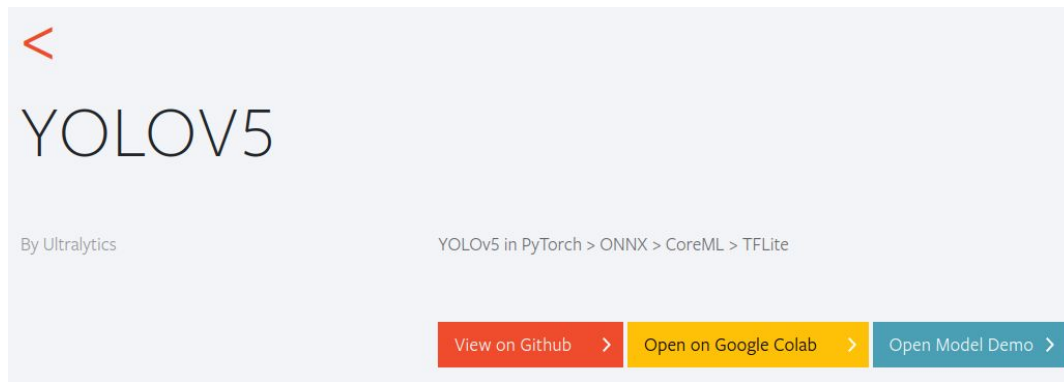 <
YOLOV5
By Ultralytics
YOLOv5 in PyTorch > ONNX > CoreML > TFLite
View on Github >
Open on Google Colab >
Open Model Demo >